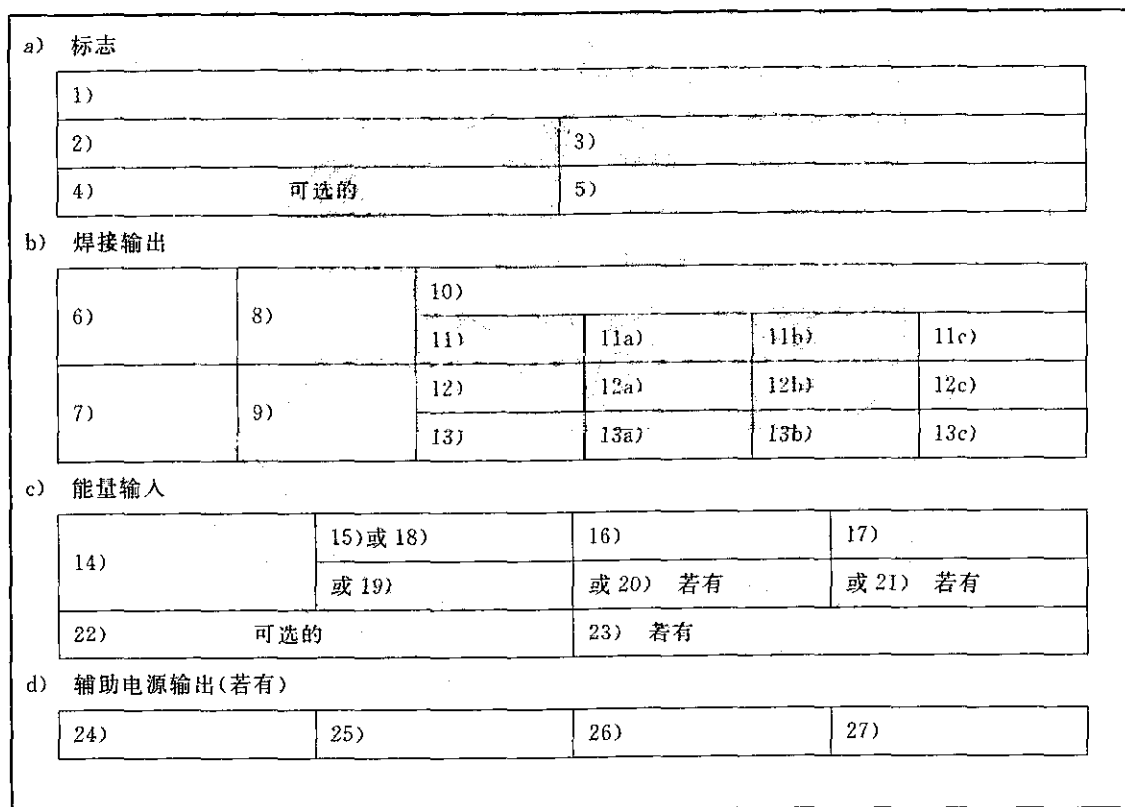 a) 标志
1)
2) 3)
4) 可选的 5)
b) 焊接输出
10)
6) 8)
11) 11a) 11b) 11c)
12) 12a) 12b) 12c)
7) 9)
13) 13a) 13b) 13c)
c) 能量输入
15)或 18) 16) 17)
14)
或 19) 或 20) 若有 或 21) 若有
22) 可选的 23) 若有
d) 辅助电源输出(若有)
24) 25) 26) 27)